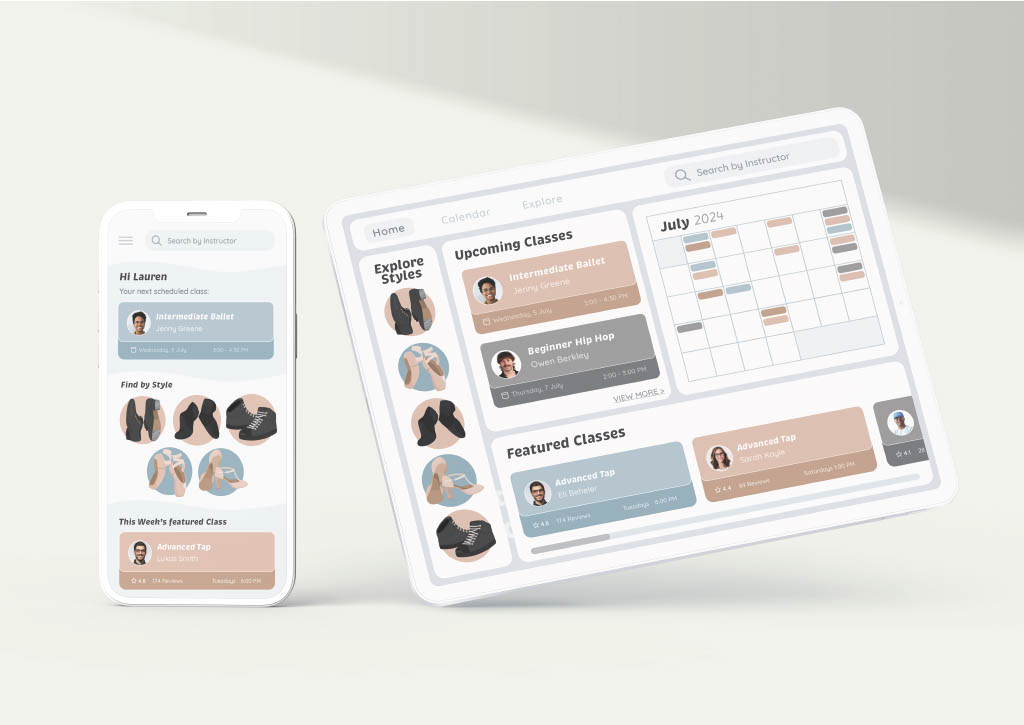 Search by Instructor
Hi Lauren
Your next scheduled class:
Intermediate Ballet
Jenny Greene
Wednesday, 5 July
3:00 - 4:30 PM
Find by Style
This Week's featured Class
Advanced Tap
Lukas Smith
4.8 174 Reviews
Tuesdays 6:00 PM
Home
Calendar
Explore
Search by Instructor
Explore
Styles
Upcoming Classes
Intermediate Ballet
Jenny Greene
Wednesday, 5 July
3:00 - 4:30 PM
Beginner Hip Hop
Owen Berkley
Thursday, 7 July
2:00 - 3:00 PM
VIEW MORE >
July 2024
Featured Classes
Advanced Tap
Eli Beheler
4.8 174 Reviews
Tuesdays 6:00 PM
Advanced Tap
Sarah Kayle
4.4
Reviews
Saturdays 1:00 PM
4.1